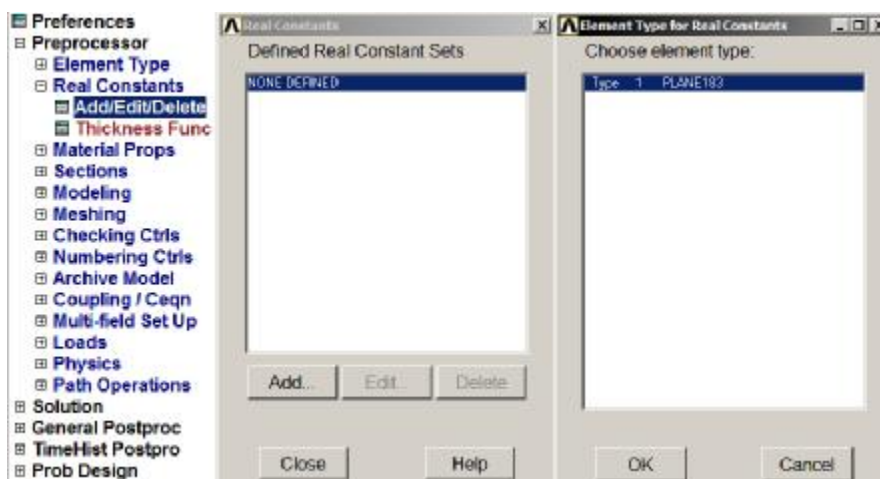 Preferences
Preprocessor
Element Type
Real Constants
Add/Edit/Delete
Thickness Func
Material Props
Sections
Modeling
Meshing
Checking Ctrls
Numbering Ctrls
Archive Model
Coupling / Ceqn
Multi-field Set Up
Loads
Physics
Path Operations
Solution
General Postproc
TimeHist Postpro
Prob Design
Real Constants
Defined Real Constant Sets
NONE DEFINED
Add...
Edit...
Delete
Close
Help
Element Type for Real Constants
Choose element type:
Type 1 PLANE183
OK
Cancel